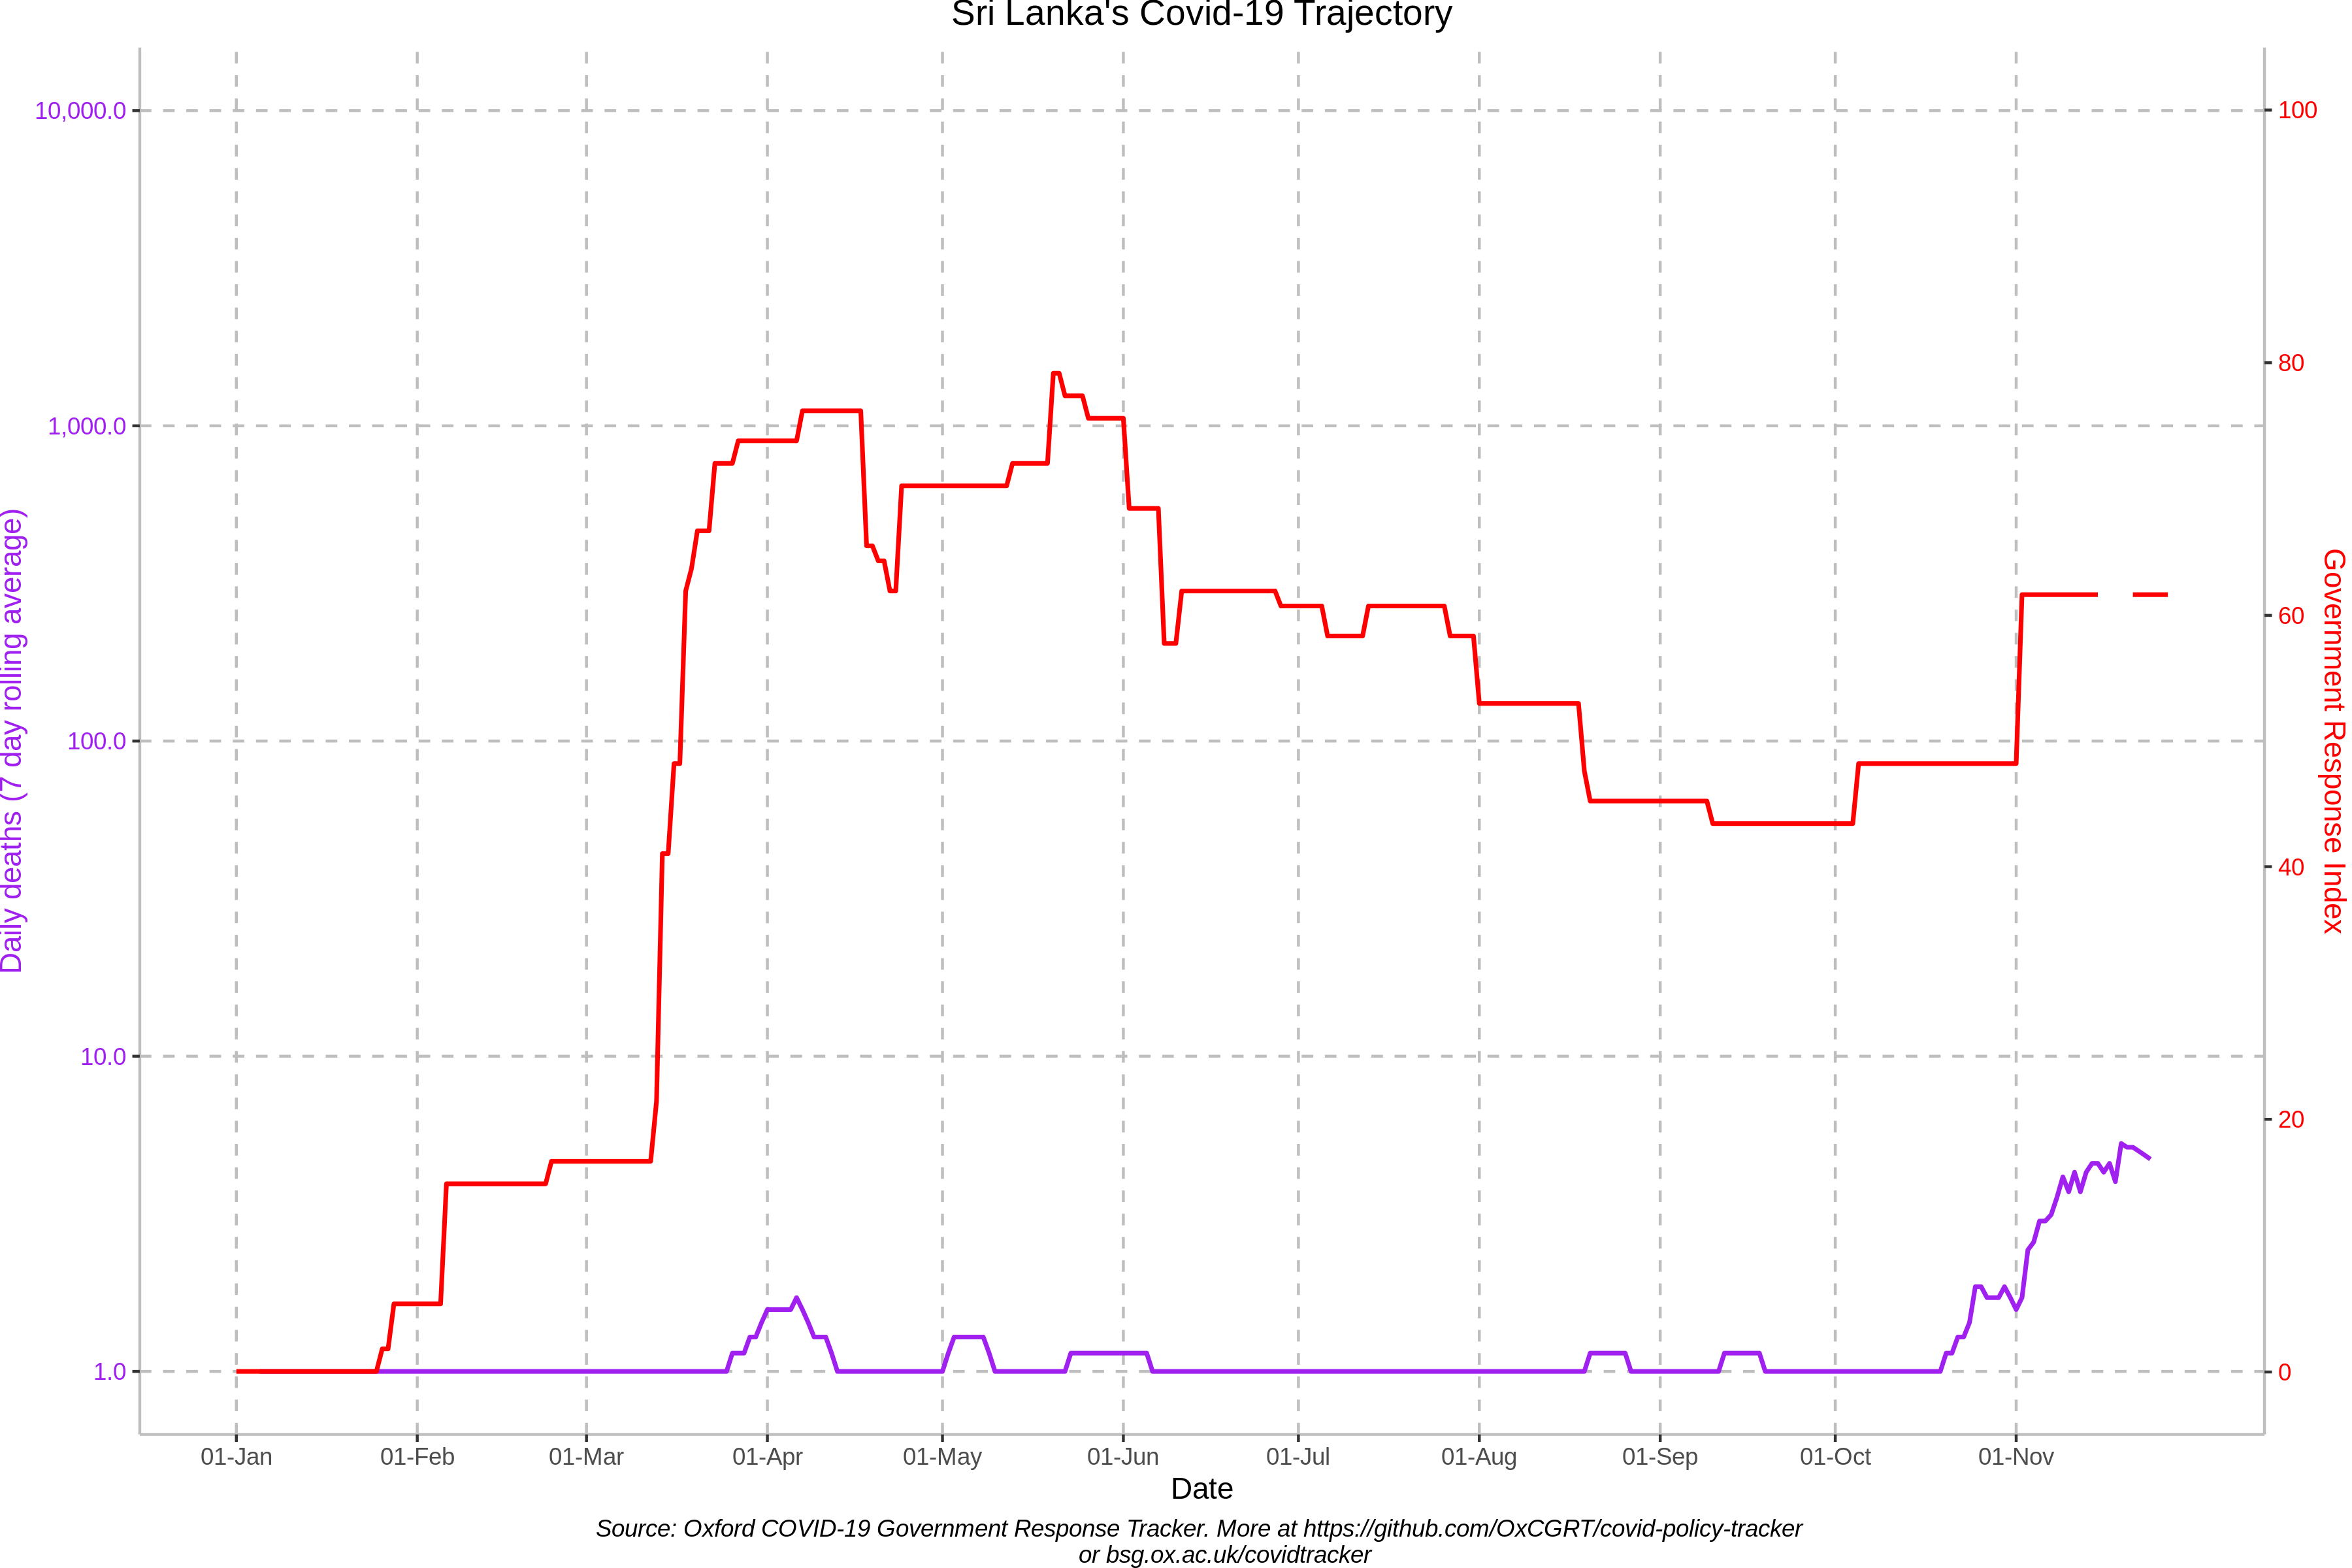 Sri Lanka's Covid-19 Trajectory
10,000.0
1,000.0
100.0
10.0
1.0
Daily deaths (7 day rolling average)
100
80
60
40
20
0
Government Response Index
01-Jan
01-Feb
01-Mar
01-Apr
01-May
01-Jun
01-Jul
01-Aug
01-Sep
01-Oct
01-Nov
Date
Source: Oxford COVID-19 Government Response Tracker. More at https://github.com/OxCGRT/covid-policy-tracker
or bsg.ox.ac.uk/covidtracker